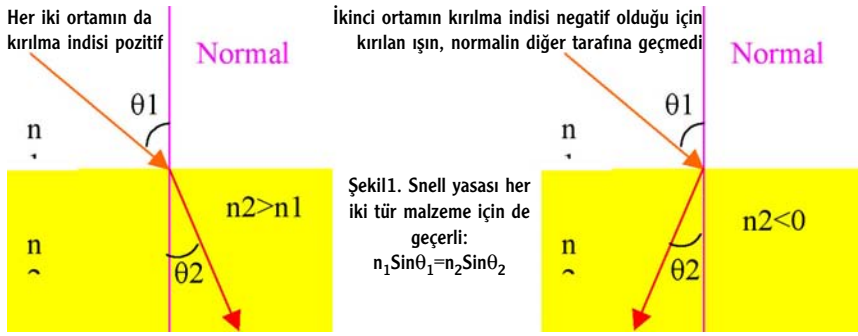 Her iki ortamın da
kırılma indisi pozitif
Normal
θ1
n
n2>n1
n
θ2
Şekil1. Snell yasası her
iki tür malzeme için de
geçerli:
n₁Sinθ₁=n₂Sinθ₂
İkinci ortamın kırılma indisi negatif olduğu için
kırılan ışın, normalin diğer tarafına geçmedi
Normal
θ1
n
n2<0
n
θ2